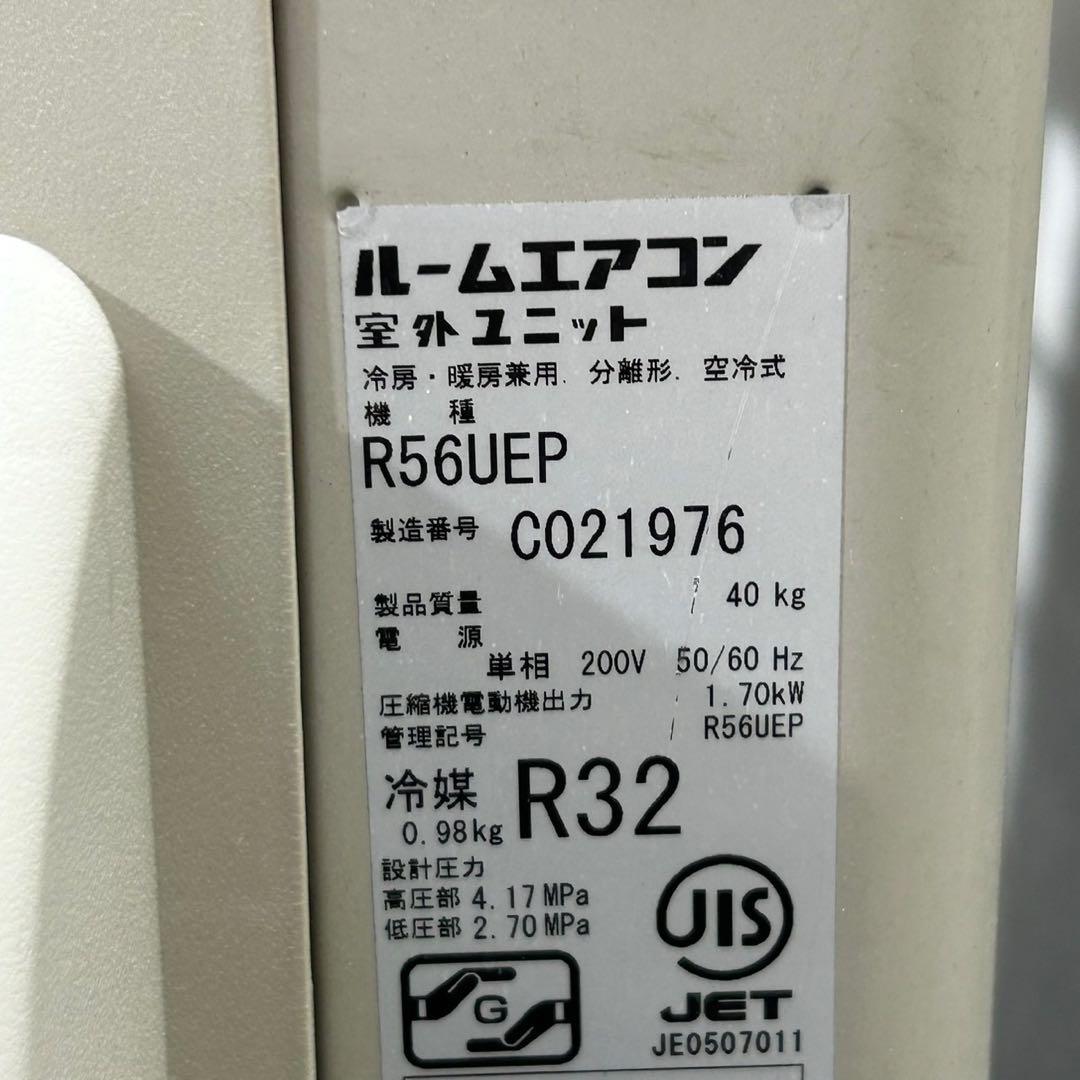 ルームエアコン
室外ユニット
冷房・暖房兼用. 分離形. 空冷式
機 種
R56UEP
製造番号 C021976
製品質量 40 kg
電 源
単相 200V 50/60 Hz
圧縮機電動機出力 1.70kW
管理記号 R56UEP
冷媒 R32
0.98kg
設計圧力
高圧部 4.17 MPa
低圧部 2.70 MPa
JIS
G
JET
JE0507011